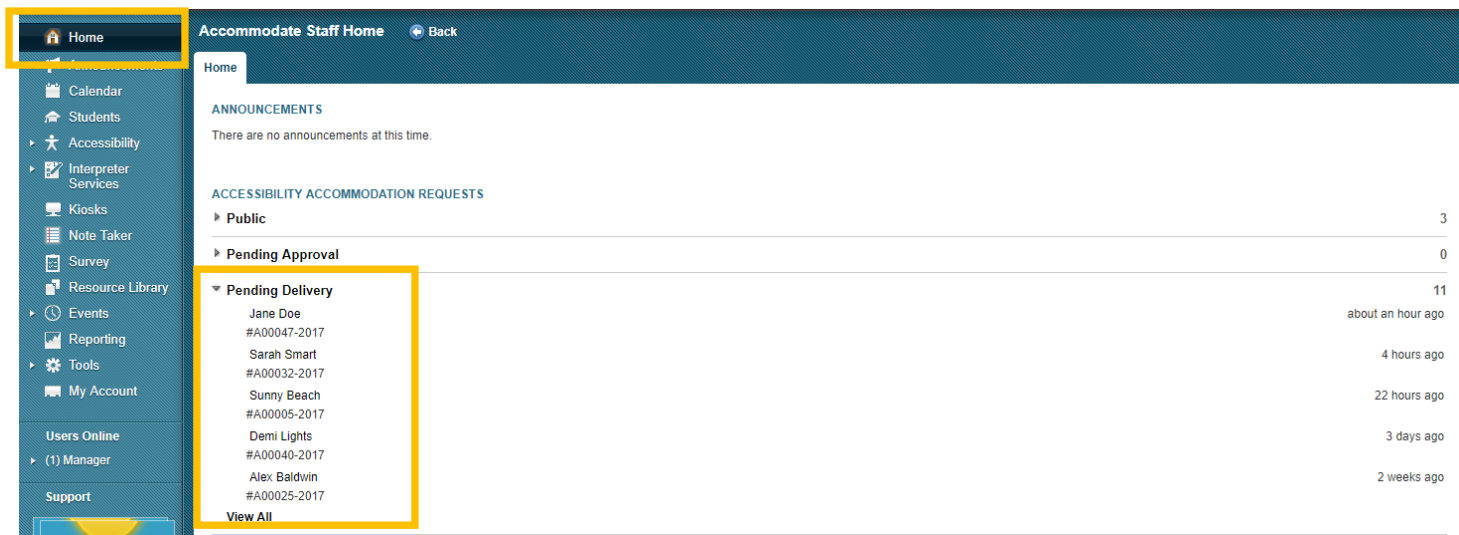 Home
Announcements
Calendar
Students
Accessibility
Interpreter
Services
Kiosks
Note Taker
Survey
Resource Library
Events
Reporting
Tools
My Account
Users Online
(1) Manager
Support
Accommodate Staff Home Back
Home
ANNOUNCEMENTS
There are no announcements at this time.
ACCESSIBILITY ACCOMMODATION REQUESTS
Public 3
Pending Approval 0
Pending Delivery 11
Jane Doe about an hour ago
#A00047-2017
Sarah Smart 4 hours ago
#A00032-2017
Sunny Beach 22 hours ago
#A00005-2017
Demi Lights 3 days ago
#A00040-2017
Alex Baldwin 2 weeks ago
#A00025-2017
View All